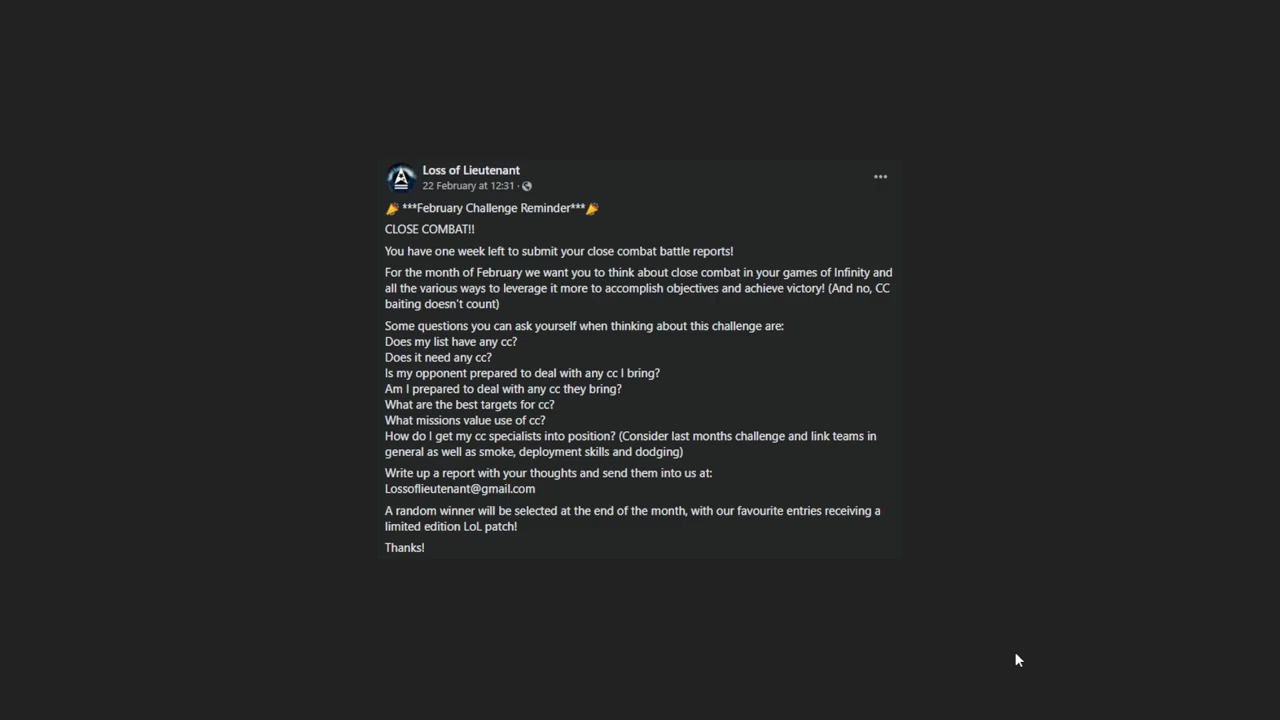 Loss of Lieutenant
22 February at 12:31 ·
🎉 ***February Challenge Reminder***🎉
CLOSE COMBAT!!
You have one week left to submit your close combat battle reports!
For the month of February we want you to think about close combat in your games of Infinity and
all the various ways to leverage it more to accomplish objectives and achieve victory! (And no, CC
baiting doesn't count)
Some questions you can ask yourself when thinking about this challenge are:
Does my list have any cc?
Does it need any cc?
Is my opponent prepared to deal with any cc I bring?
Am I prepared to deal with any cc they bring?
What are the best targets for cc?
What missions value use of cc?
How do I get my cc specialists into position? (Consider last months challenge and link teams in
general as well as smoke, deployment skills and dodging)
Write up a report with your thoughts and send them into us at:
Lossoflieutenant@gmail.com
A random winner will be selected at the end of the month, with our favourite entries receiving a
limited edition LoL patch!
Thanks!